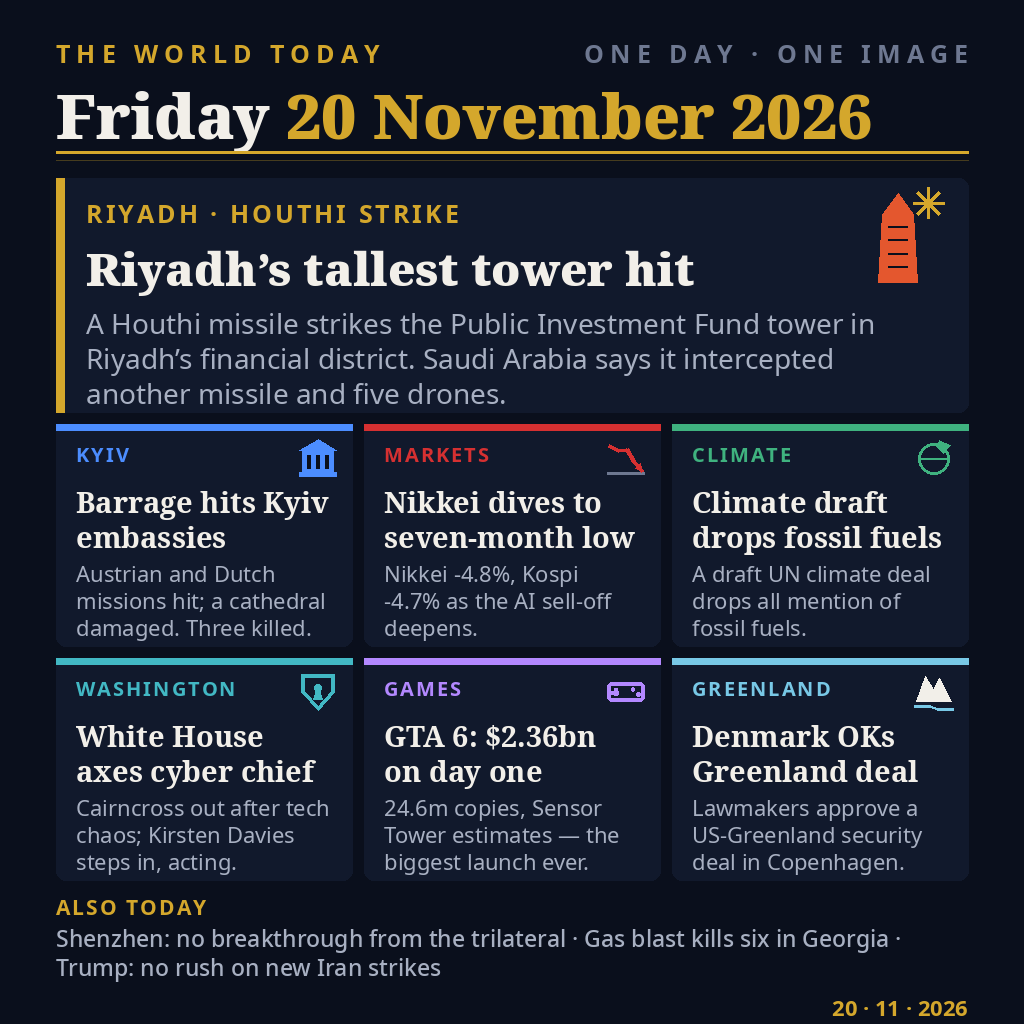 THE WORLD TODAY
ONE DAY · ONE IMAGE
Friday 20 November 2026
RIYADH · HOUTHI STRIKE
Riyadh’s tallest tower hit
A Houthi missile strikes the Public Investment Fund tower in
Riyadh’s financial district. Saudi Arabia says it intercepted
another missile and five drones.
KYIV
Barrage hits Kyiv
embassies
Austrian and Dutch
missions hit; a cathedral
damaged. Three killed.
MARKETS
Nikkei dives to
seven-month low
Nikkei -4.8%, Kospi
-4.7% as the AI sell-off
deepens.
CLIMATE
Climate draft
drops fossil fuels
A draft UN climate deal
drops all mention of
fossil fuels.
WASHINGTON
White House
axes cyber chief
Cairncross out after tech
chaos; Kirsten Davies
steps in, acting.
GAMES
GTA 6: $2.36bn
on day one
24.6m copies, Sensor
Tower estimates — the
biggest launch ever.
GREENLAND
Denmark OKs
Greenland deal
Lawmakers approve a
US-Greenland security
deal in Copenhagen.
ALSO TODAY
Shenzhen: no breakthrough from the trilateral · Gas blast kills six in Georgia ·
Trump: no rush on new Iran strikes
20 · 11 · 2026